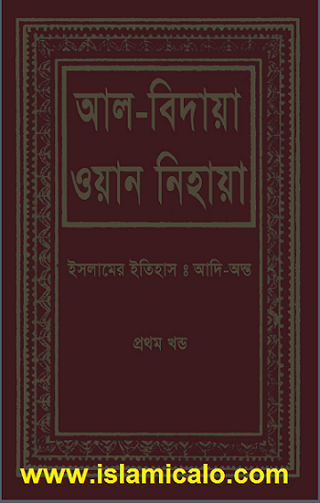 আল-বিদায়া
ওয়ান নিহায়া
ইসলামের ইতিহাস ঃ আদি-অন্ত
প্রথম খন্ড
www.islamicalo.com